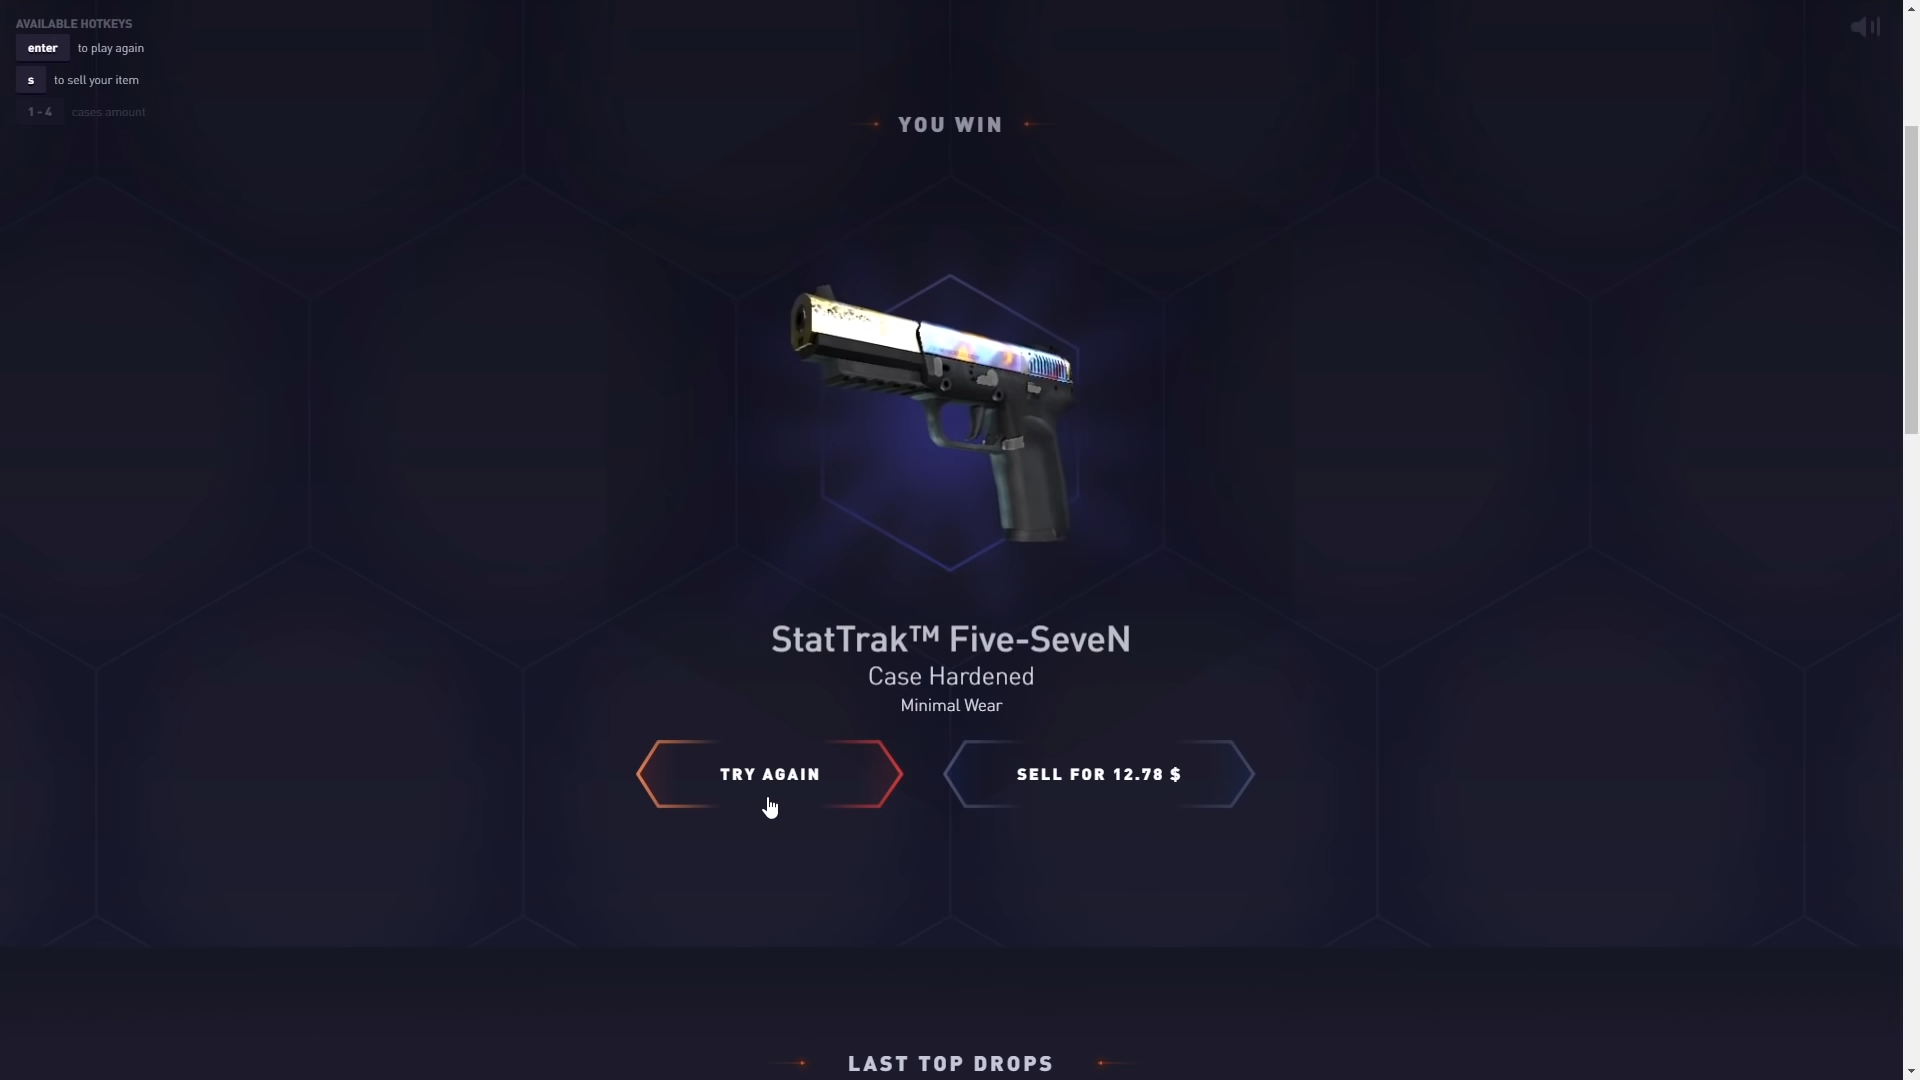 AVAILABLE HOTKEYS
enter to play again
s to sell your item
1 - 4 cases amount
YOU WIN
StatTrak™ Five-SeveN
Case Hardened
Minimal Wear
TRY AGAIN
SELL FOR 12.78 $
LAST TOP DROPS